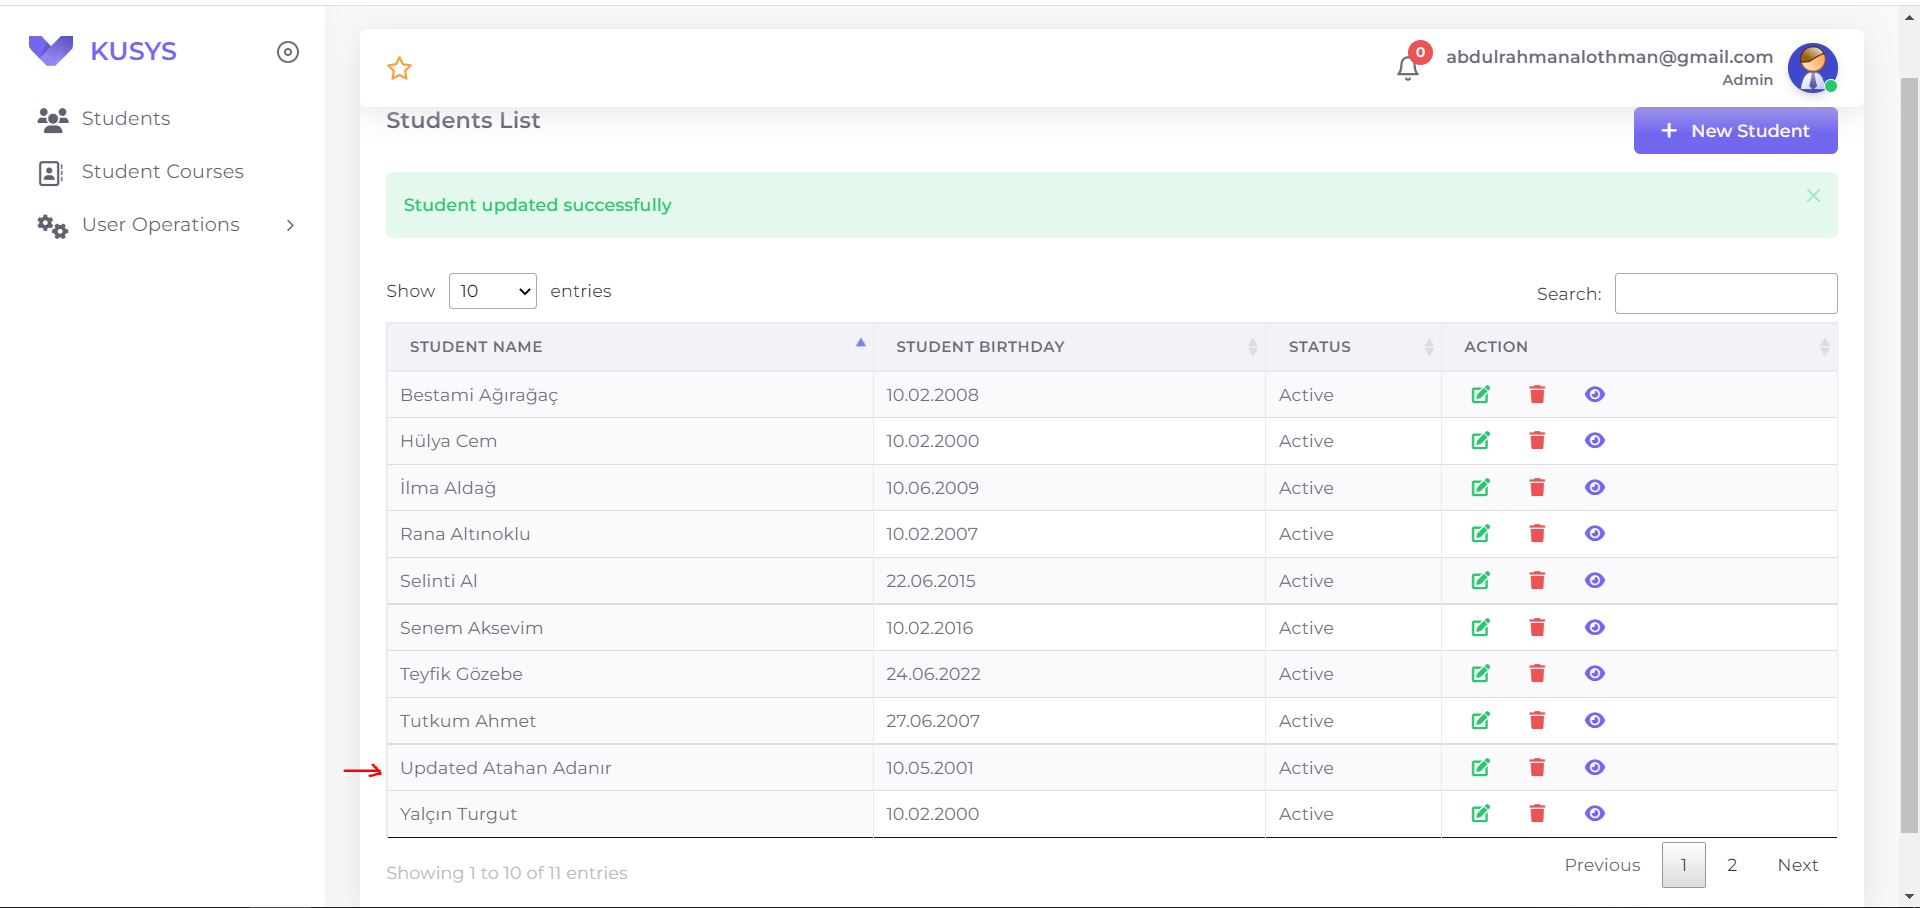 KUSYS
Students
Student Courses
User Operations
0
abdulrahmanalothman@gmail.com
Admin
Students List
+ New Student
Student updated successfully
Show 10 entries
Search:
STUDENT NAME STUDENT BIRTHDAY STATUS ACTION
Bestami Ağırağaç 10.02.2008 Active
Hülya Cem 10.02.2000 Active
İlma Aldağ 10.06.2009 Active
Rana Altınoklu 10.02.2007 Active
Selinti Al 22.06.2015 Active
Senem Aksevim 10.02.2016 Active
Teyfik Gözebe 24.06.2022 Active
Tutkum Ahmet 27.06.2007 Active
Updated Atahan Adanır 10.05.2001 Active
Yalçın Turgut 10.02.2000 Active
Showing 1 to 10 of 11 entries
Previous 1 2 Next